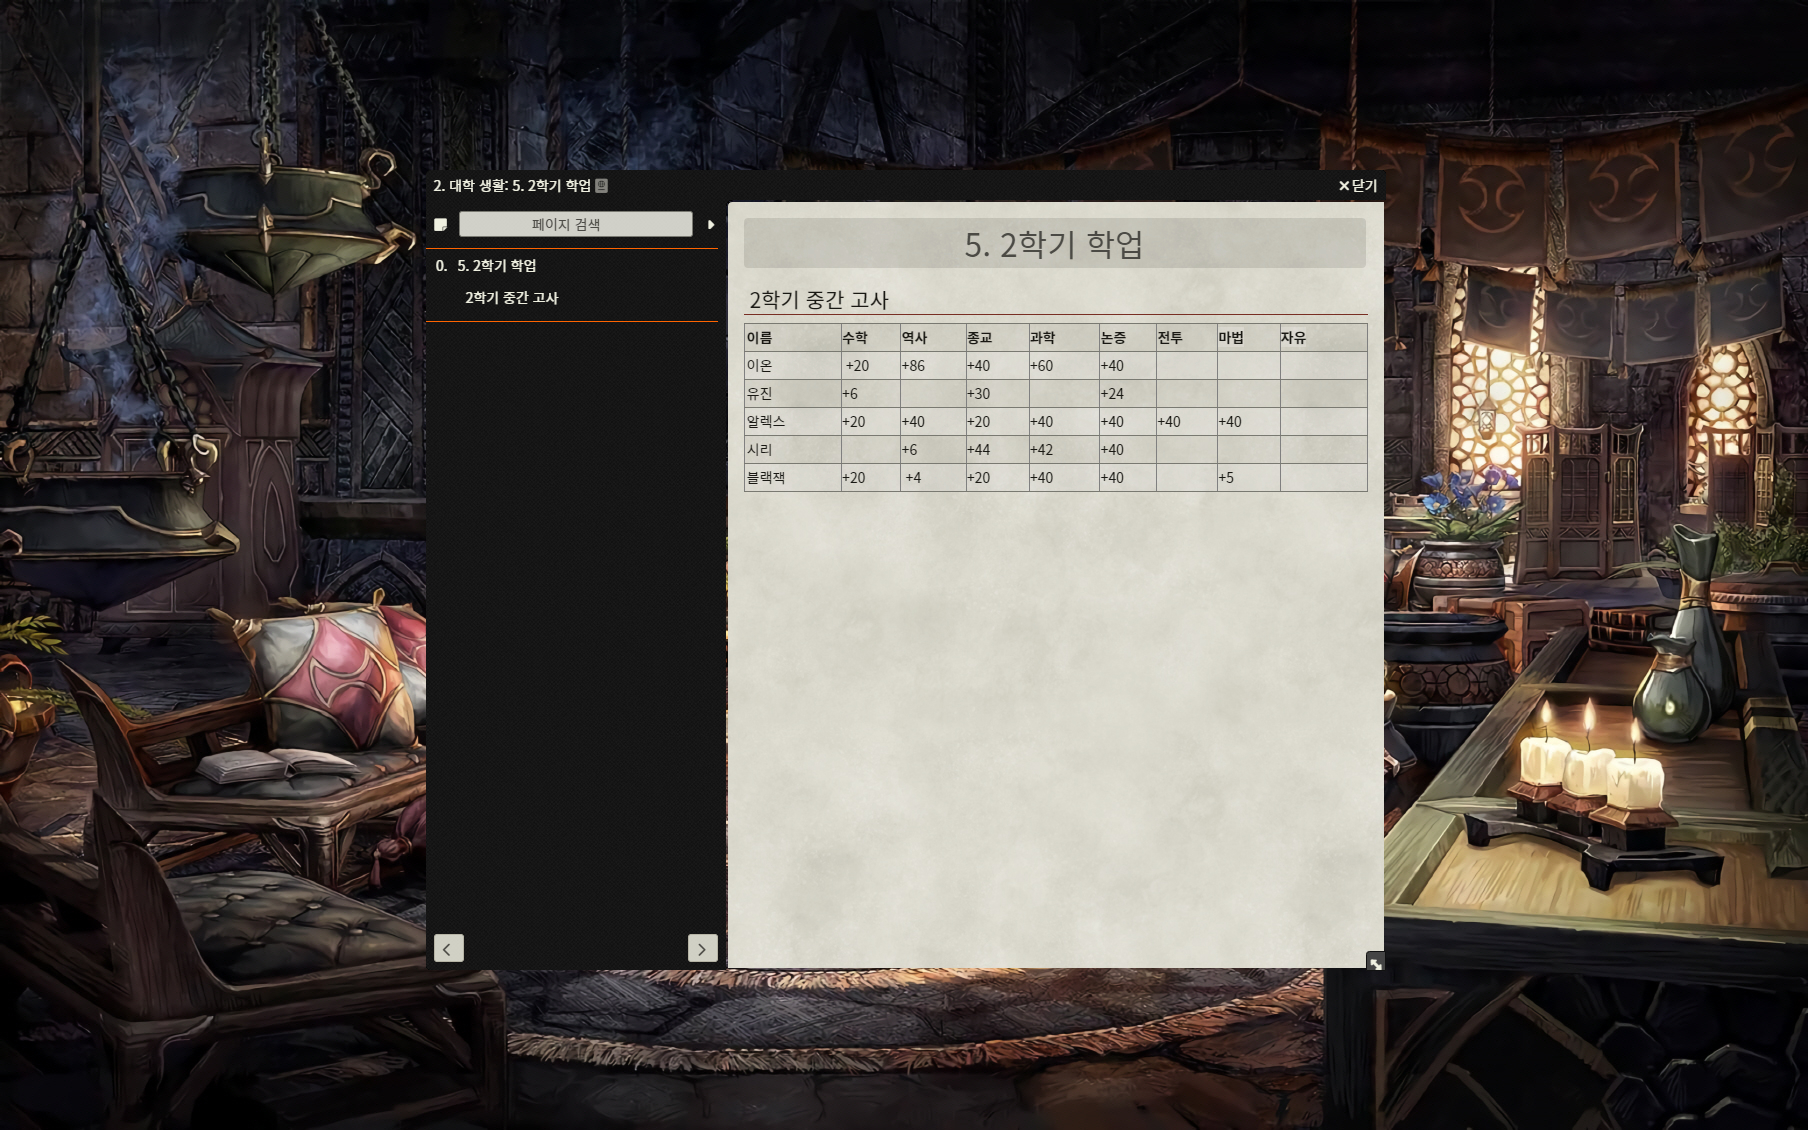 2. 대학 생활: 5. 2학기 학업
닫기
페이지 검색
0. 5. 2학기 학업
2학기 중간 고사
5. 2학기 학업
2학기 중간 고사
이름 수학 역사 종교 과학 논증 전투 마법 자유
이온 +20 +86 +40 +60 +40
유진 +6 +30 +24
알렉스 +20 +40 +20 +40 +40 +40 +40
시리 +6 +44 +42 +40
블랙잭 +20 +4 +20 +40 +40 +5